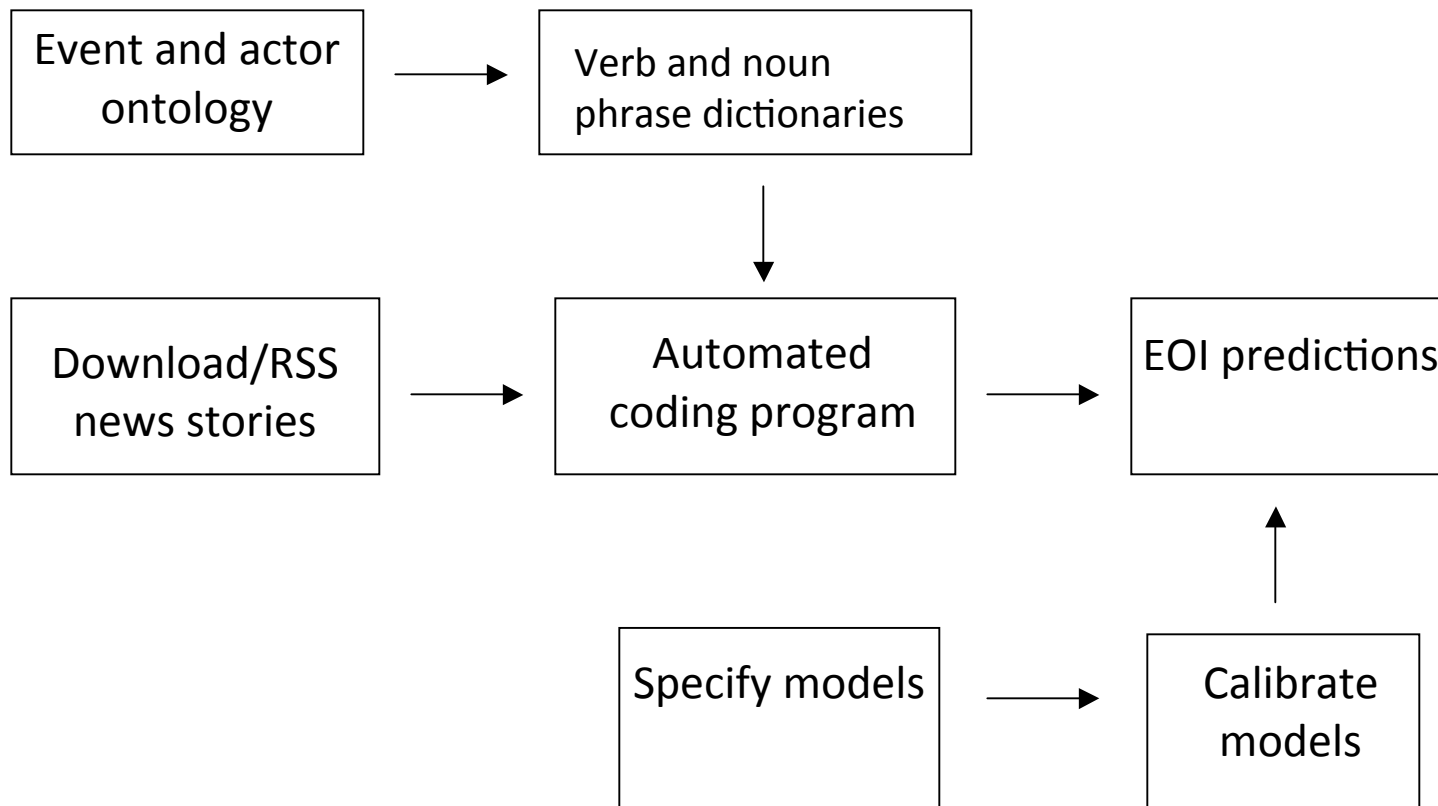 Event and actor
ontology
Verb and noun
phrase dictionaries
Download/RSS
news stories
Automated
coding program
EOI predictions
Specify models
Calibrate
models